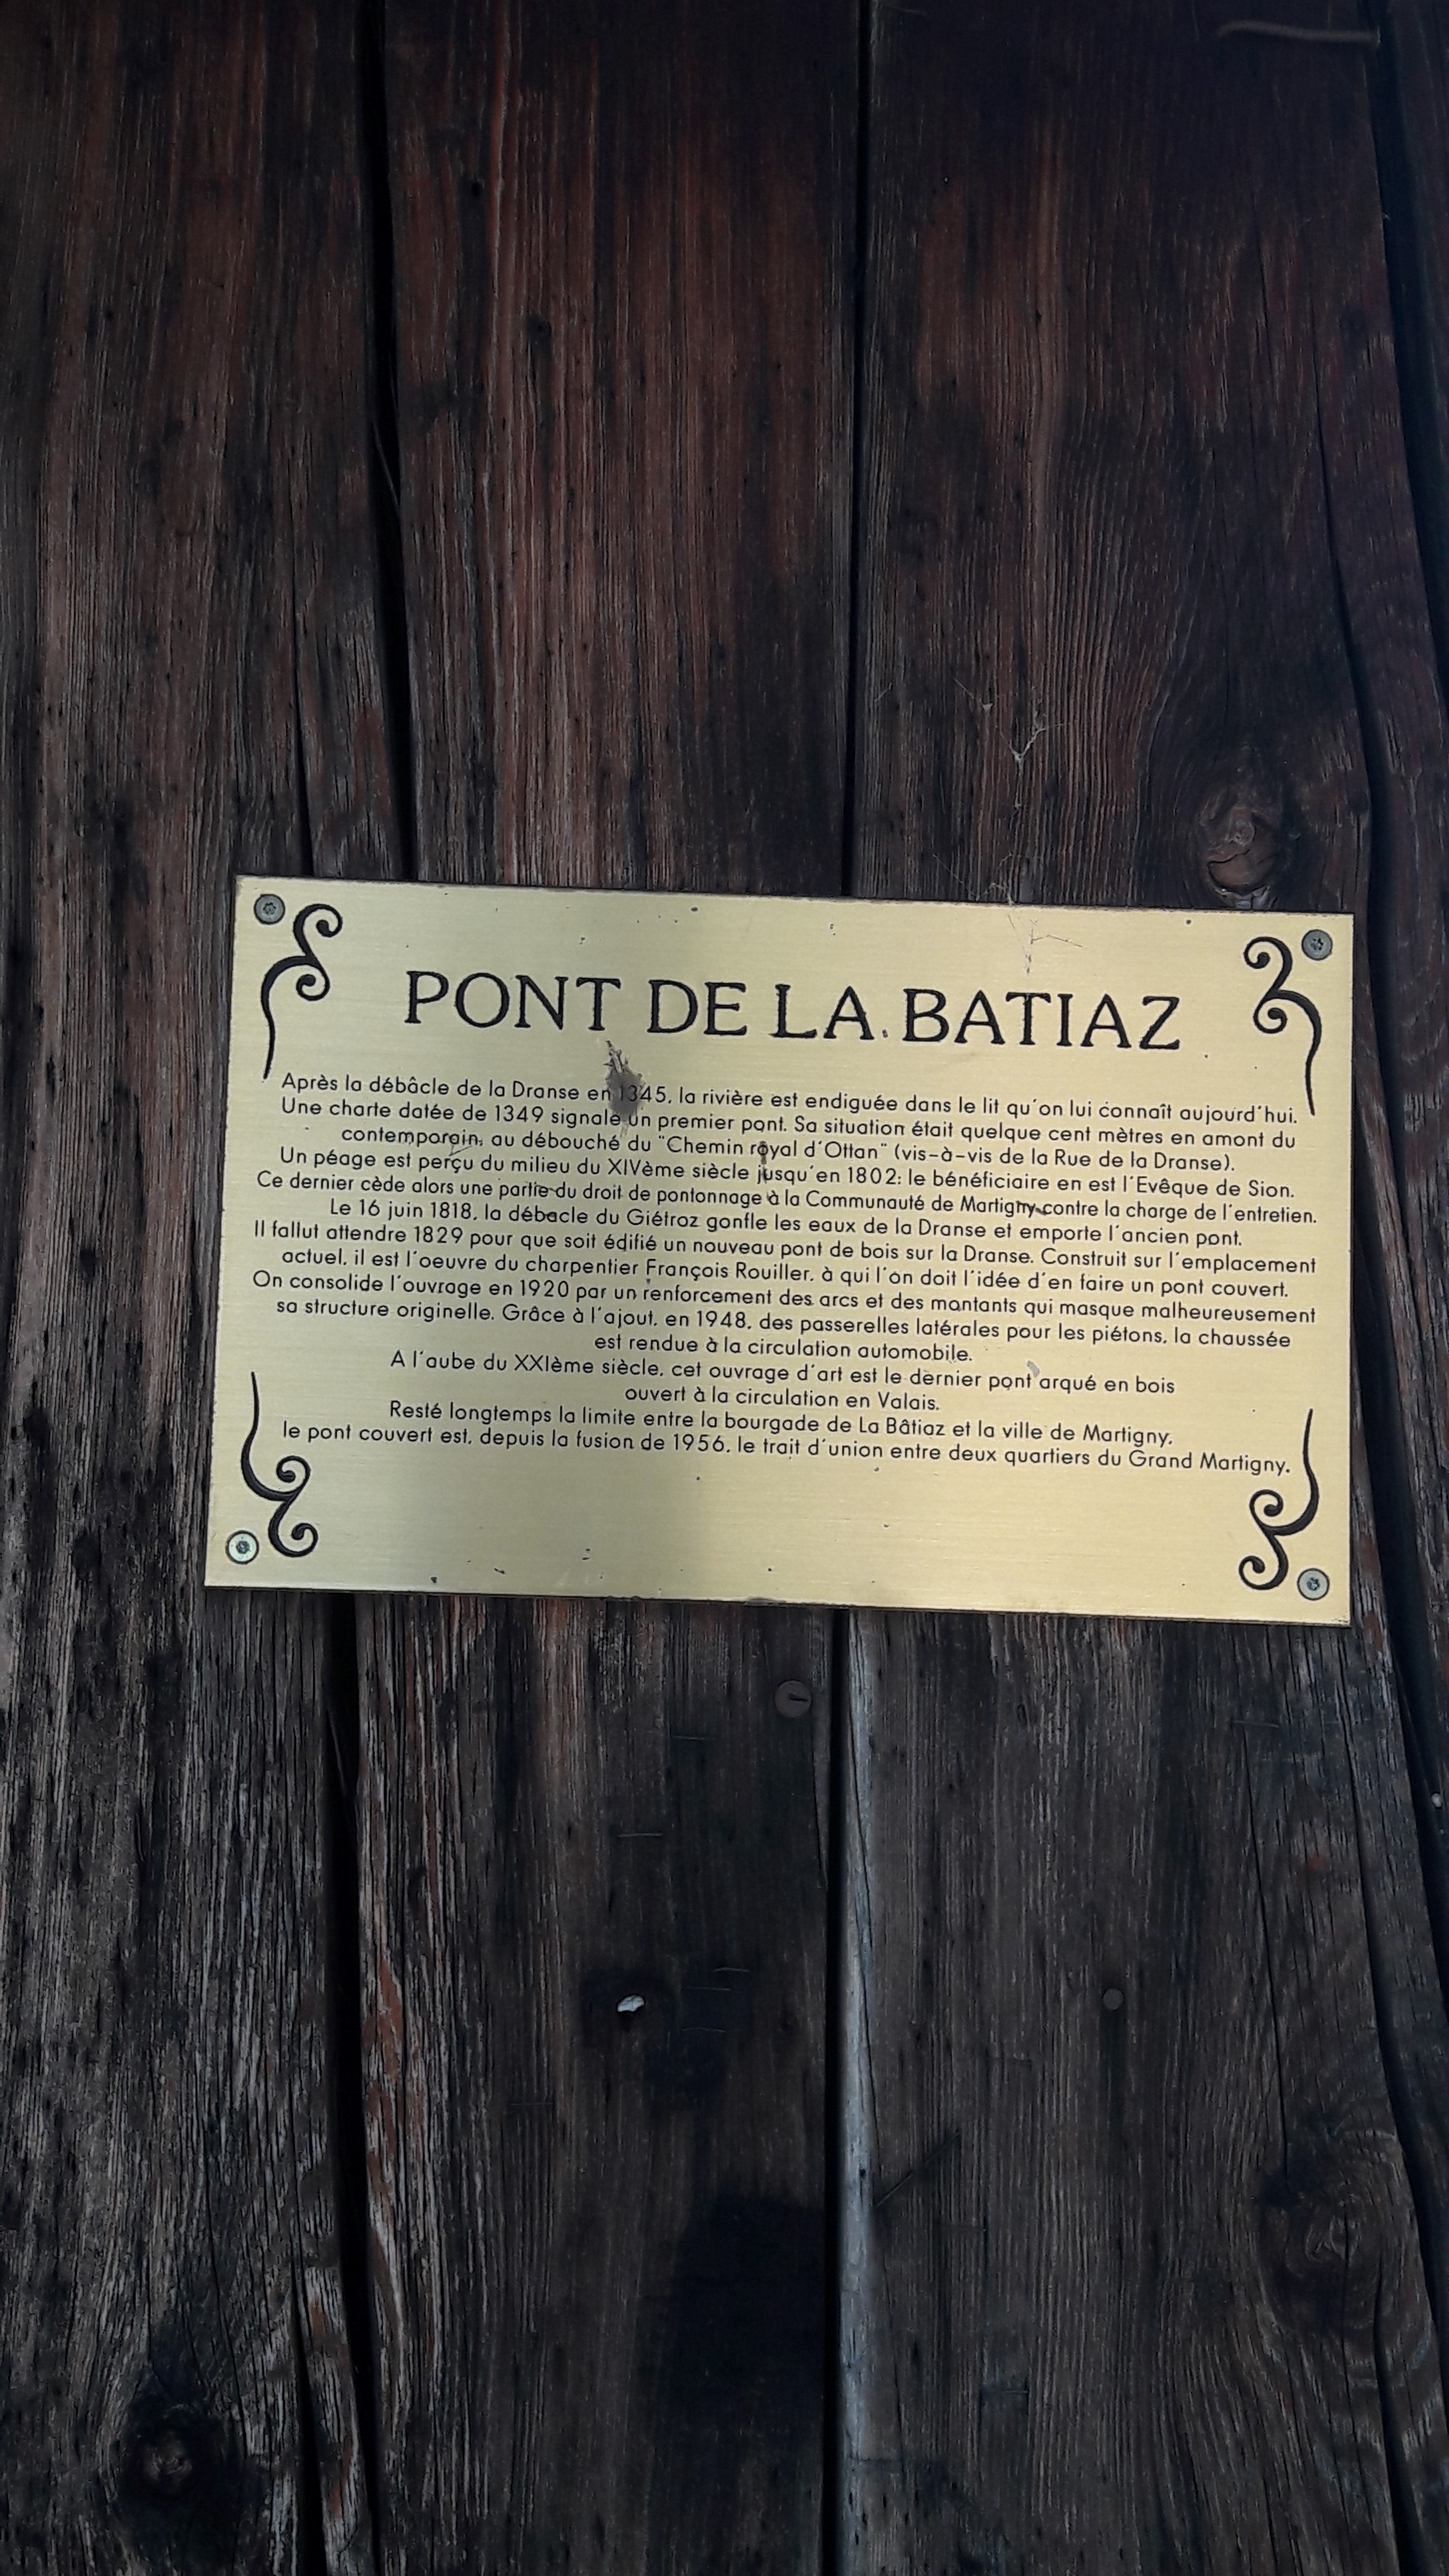 PONT DE LA BATIAZ
Après la débâcle de la Dranse en 1345, la rivière est endiguée dans le lit qu'on lui connaît aujourd'hui.
Une charte datée de 1349 signale un premier pont. Sa situation était quelque cent mètres en amont du
contemporain, au débouché du "Chemin royal d'Ottan" (vis-à-vis de la Rue de la Dranse).
Un péage est perçu du milieu du XIVème siècle jusqu'en 1802; le bénéficiaire en est l'Evêque de Sion.
Ce dernier cède alors une partie du droit de pontonnage à la Communauté de Martigny contre la charge de l'entretien.
Le 16 juin 1818, la débacle du Giétroz gonfle les eaux de la Dranse et emporte l'ancien pont.
Il fallut attendre 1829 pour que soit édifié un nouveau pont de bois sur la Dranse. Construit sur l'emplacement
actuel, il est l'oeuvre du charpentier François Rouiller, à qui l'on doit l'idée d'en faire un pont couvert.
On consolide l'ouvrage en 1920 par un renforcement des arcs et des montants qui masque malheureusement
sa structure originelle. Grâce à l'ajout, en 1948, des passerelles latérales pour les piétons, la chaussée
est rendue à la circulation automobile.
A l'aube du XXIème siècle, cet ouvrage d'art est le dernier pont arqué en bois
ouvert à la circulation en Valais.
Resté longtemps la limite entre la bourgade de La Bâtiaz et la ville de Martigny,
le pont couvert est, depuis la fusion de 1956, le trait d'union entre deux quartiers du Grand Martigny.